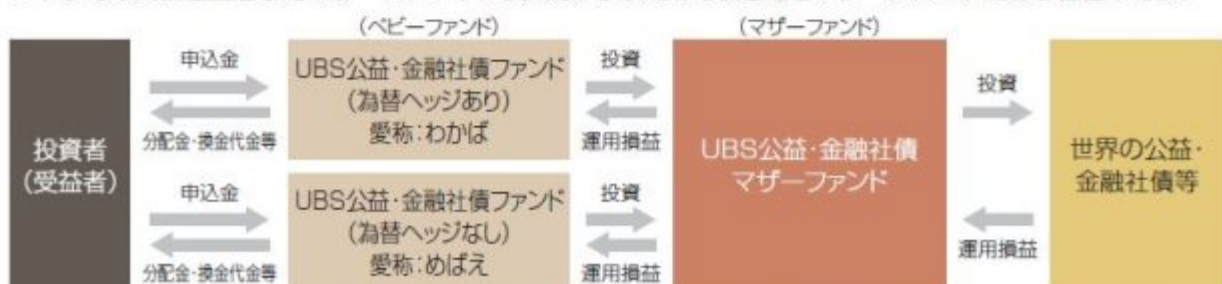 (ベビーファンド)
(マザーファンド)
投資者
(受益者)
申込金
分配金・換金代金等
UBS公益・金融社債ファンド
(為替ヘッジあり)
愛称:わかば
投資
運用損益
申込金
分配金・換金代金等
UBS公益・金融社債ファンド
(為替ヘッジなし)
愛称:めばえ
投資
運用損益
UBS公益・金融社債
マザーファンド
投資
運用損益
世界の公益・
金融社債等